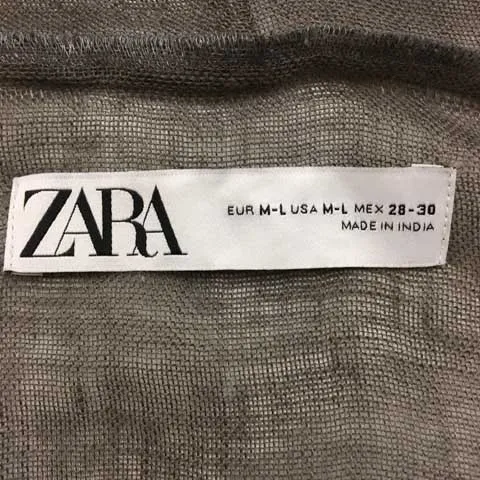 ZARA
EUR M-L USA M-L MEX 28-30
MADE IN INDIA